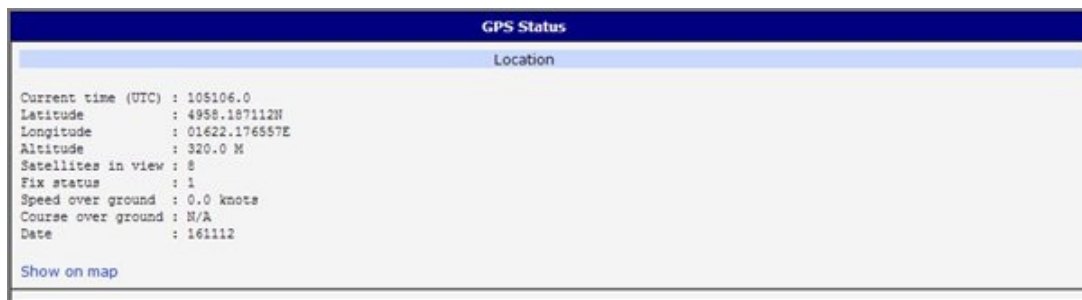 GPS Status
Location
Current time (UTC) : 105106.0
Latitude : 4958.187112N
Longitude : 01622.176557E
Altitude : 320.0 M
Satellites in view : 8
Fix status : 1
Speed over ground : 0.0 knots
Course over ground : N/A
Date : 161112
Show on map